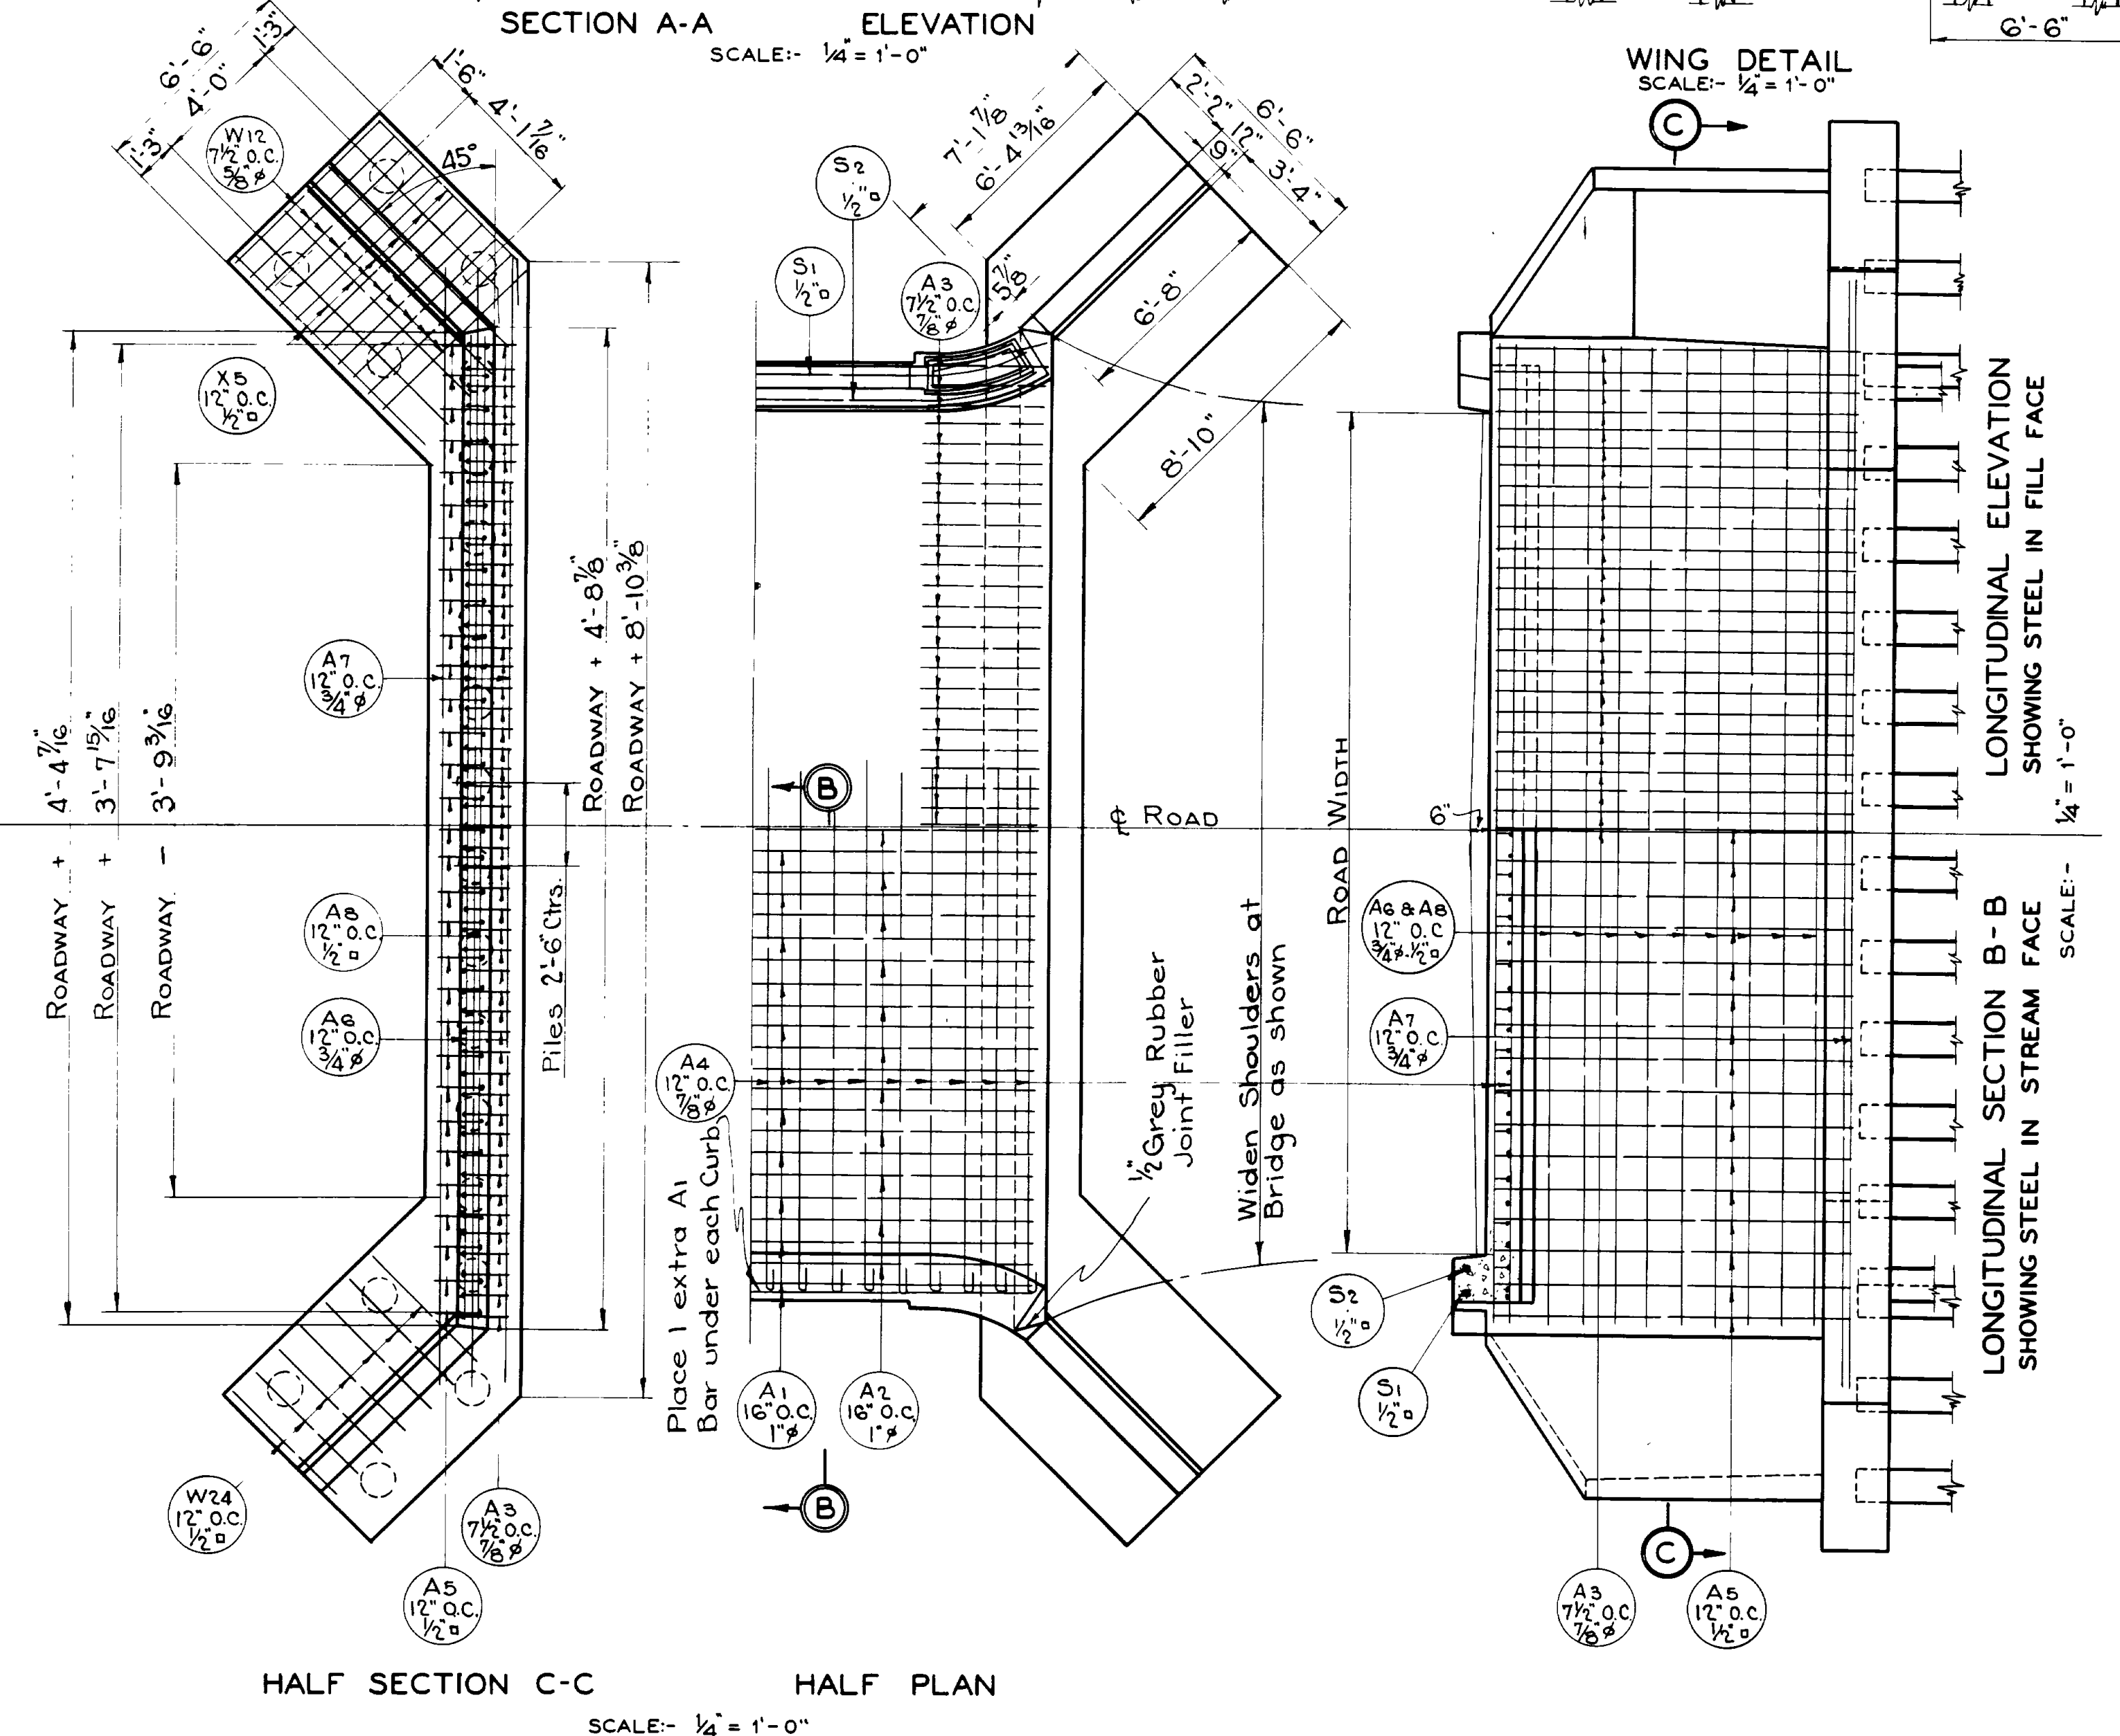 SECTION A-A
ELEVATION
SCALE:- 1/4" = 1'-0"
6'-6"
WING DETAIL
SCALE:- 1/4" = 1'-0"
6'-6"
1'-3"
4'-0"
1'-3"
1'-6"
4'-1 7/16"
45°
W12
7 1/2" O.C.
5/8" ϕ
X5
12" O.C.
1/2" □
A7
12" O.C.
3/4" ϕ
A8
12" O.C.
1/2" □
A6
12" O.C.
3/4" ϕ
ROADWAY + 4'-4 7/16"
ROADWAY + 3'-7 15/16"
ROADWAY - 3'-9 3/16"
Piles 2'-6" Ctrs.
ROADWAY + 4'-8 7/8"
ROADWAY + 8'-10 3/8"
W24
12" O.C.
1/2" □
A3
7 1/2" O.C.
7/8" ϕ
A5
12" O.C.
1/2" □
HALF SECTION C-C
S2
1/2" □
S1
1/2" □
A3
7 1/2" O.C.
7/8" ϕ
7'-1 7/8"
6'-4 13/16"
2'-2"
12"
9"
6'-6"
3'-4"
5 7/8"
6'-8"
8'-10"
B
℄ ROAD
A4
12" O.C.
7/8" ϕ
Place 1 extra A1
Bar under each Curb
1/2" Grey Rubber
Joint Filler
Widen Shoulders at
Bridge as shown
A1
16" O.C.
1" ϕ
A2
16" O.C.
1" ϕ
B
HALF PLAN
SCALE:- 1/4" = 1'-0"
C
ROAD WIDTH
6"
A6 & A8
12" O.C
3/4" ϕ-1/2" □
A7
12" O.C.
3/4" ϕ
S2
1/2" □
S1
1/2" □
C
A3
7 1/2" O.C.
7/8" ϕ
A5
12" O.C.
1/2" □
LONGITUDINAL ELEVATION
SHOWING STEEL IN FILL FACE
LONGITUDINAL SECTION B-B
SHOWING STEEL IN STREAM FACE
SCALE:- 1/4" = 1'-0"